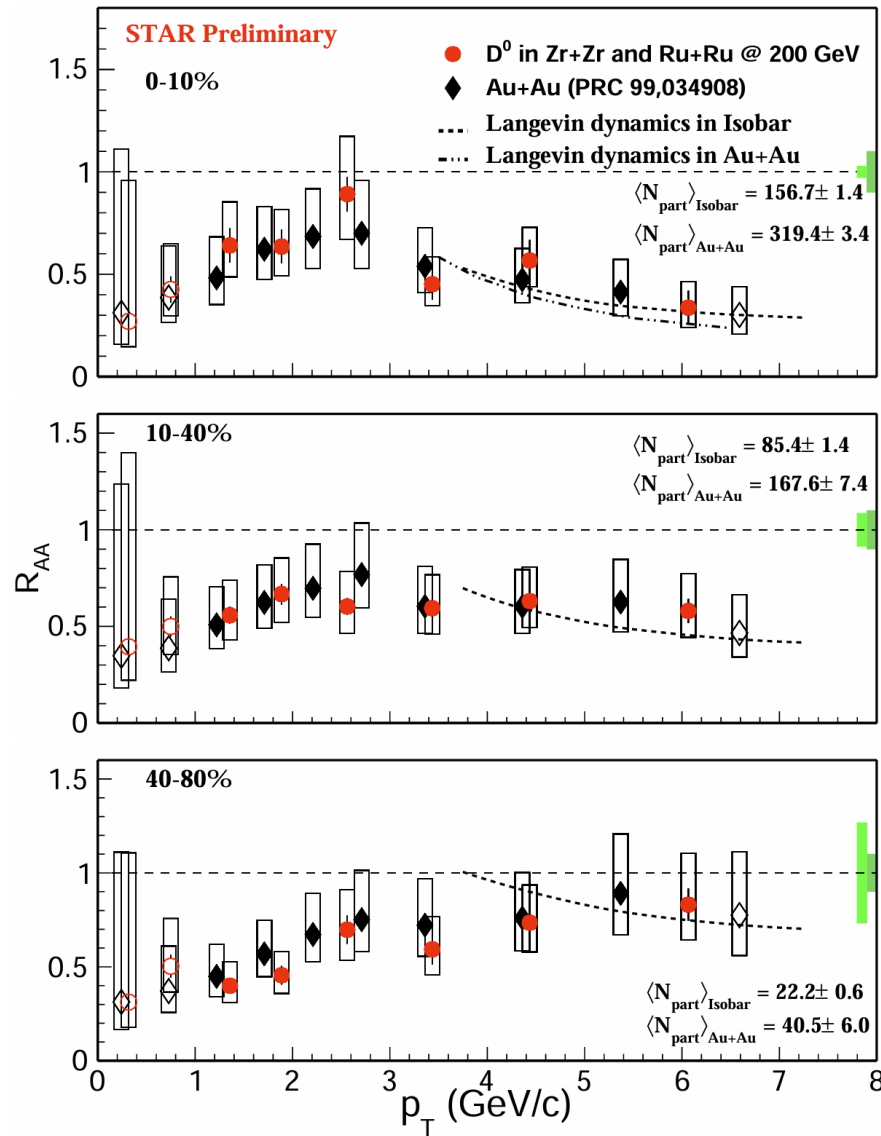 STAR Preliminary
0-10%
D⁰ in Zr+Zr and Ru+Ru @ 200 GeV
Au+Au (PRC 99,034908)
Langevin dynamics in Isobar
Langevin dynamics in Au+Au
⟨N_part⟩_Isobar = 156.7± 1.4
⟨N_part⟩_Au+Au = 319.4± 3.4
1.5
1
0.5
0
10-40%
⟨N_part⟩_Isobar = 85.4± 1.4
⟨N_part⟩_Au+Au = 167.6± 7.4
1.5
1
0.5
0
R_AA
40-80%
⟨N_part⟩_Isobar = 22.2± 0.6
⟨N_part⟩_Au+Au = 40.5± 6.0
1.5
1
0.5
0
0 1 2 3 4 5 6 7 8
p_T (GeV/c)